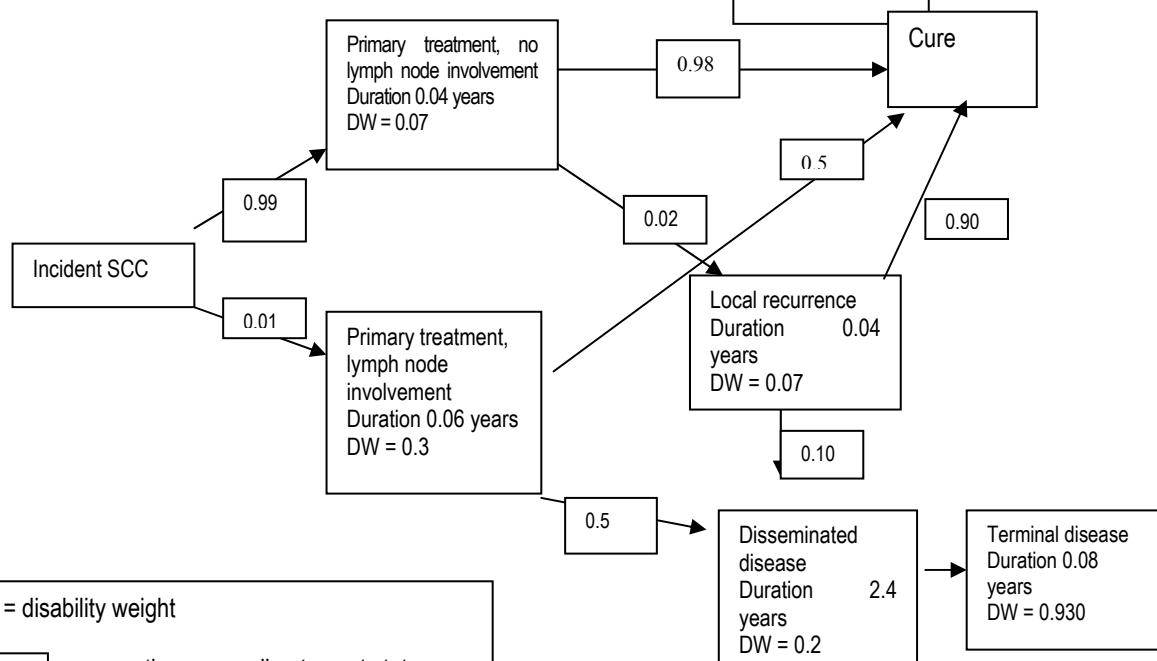 Cure
Primary treatment, no
lymph node involvement
Duration 0.04 years
DW = 0.07
0.98
0.5
0.99
0.02
0.90
Incident SCC
0.01
Primary treatment,
lymph node
involvement
Duration 0.06 years
DW = 0.3
Local recurrence
Duration 0.04
years
DW = 0.07
0.10
0.5
Disseminated
disease
Duration 2.4
years
DW = 0.2
Terminal disease
Duration 0.08
years
DW = 0.930
= disability weight